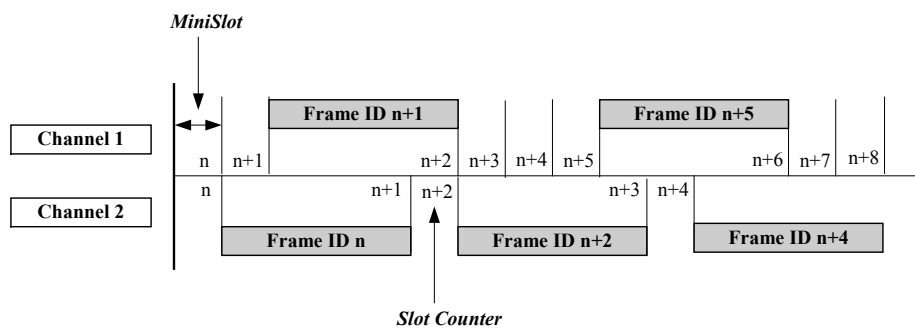 MiniSlot
Frame ID n+1
Frame ID n+5
Channel 1
n n+1 n+2 n+3 n+4 n+5 n+6 n+7 n+8
n n+1 n+2 n+3 n+4
Channel 2
Frame ID n
Frame ID n+2
Frame ID n+4
Slot Counter